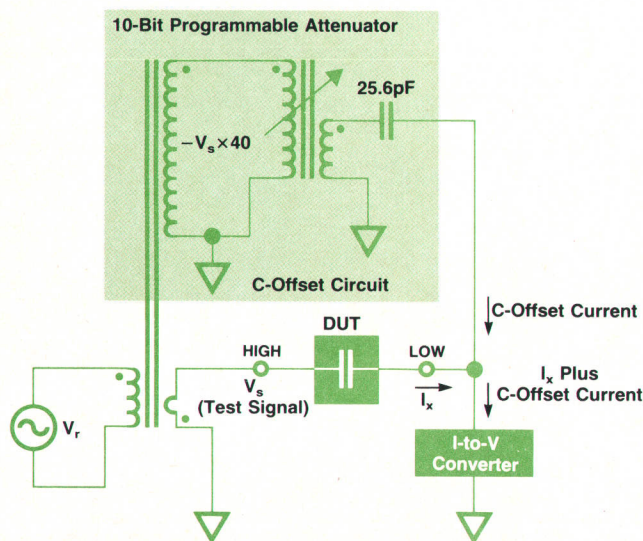 10-Bit Programmable Attenuator
25.6pF
−Vs×40
C-Offset Circuit
C-Offset Current
DUT
HIGH
LOW
Vs
(Test Signal)
Ix
Ix Plus
C-Offset Current
Vr
I-to-V
Converter